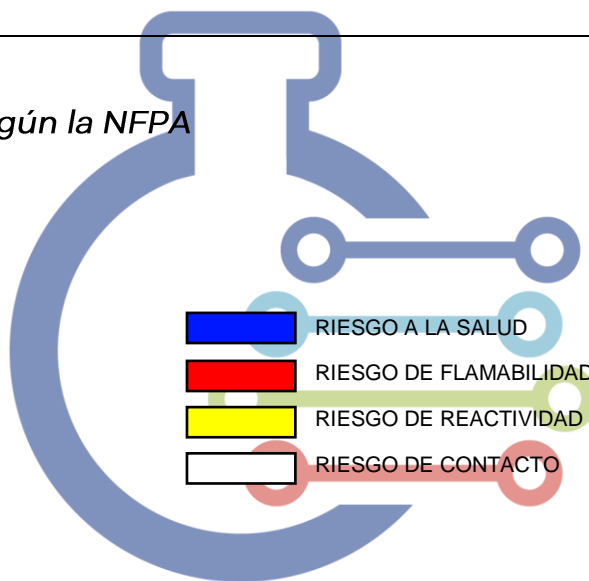 gún la NFPA
RIESGO A LA SALUD
RIESGO DE FLAMABILIDAD
RIESGO DE REACTIVIDAD
RIESGO DE CONTACTO